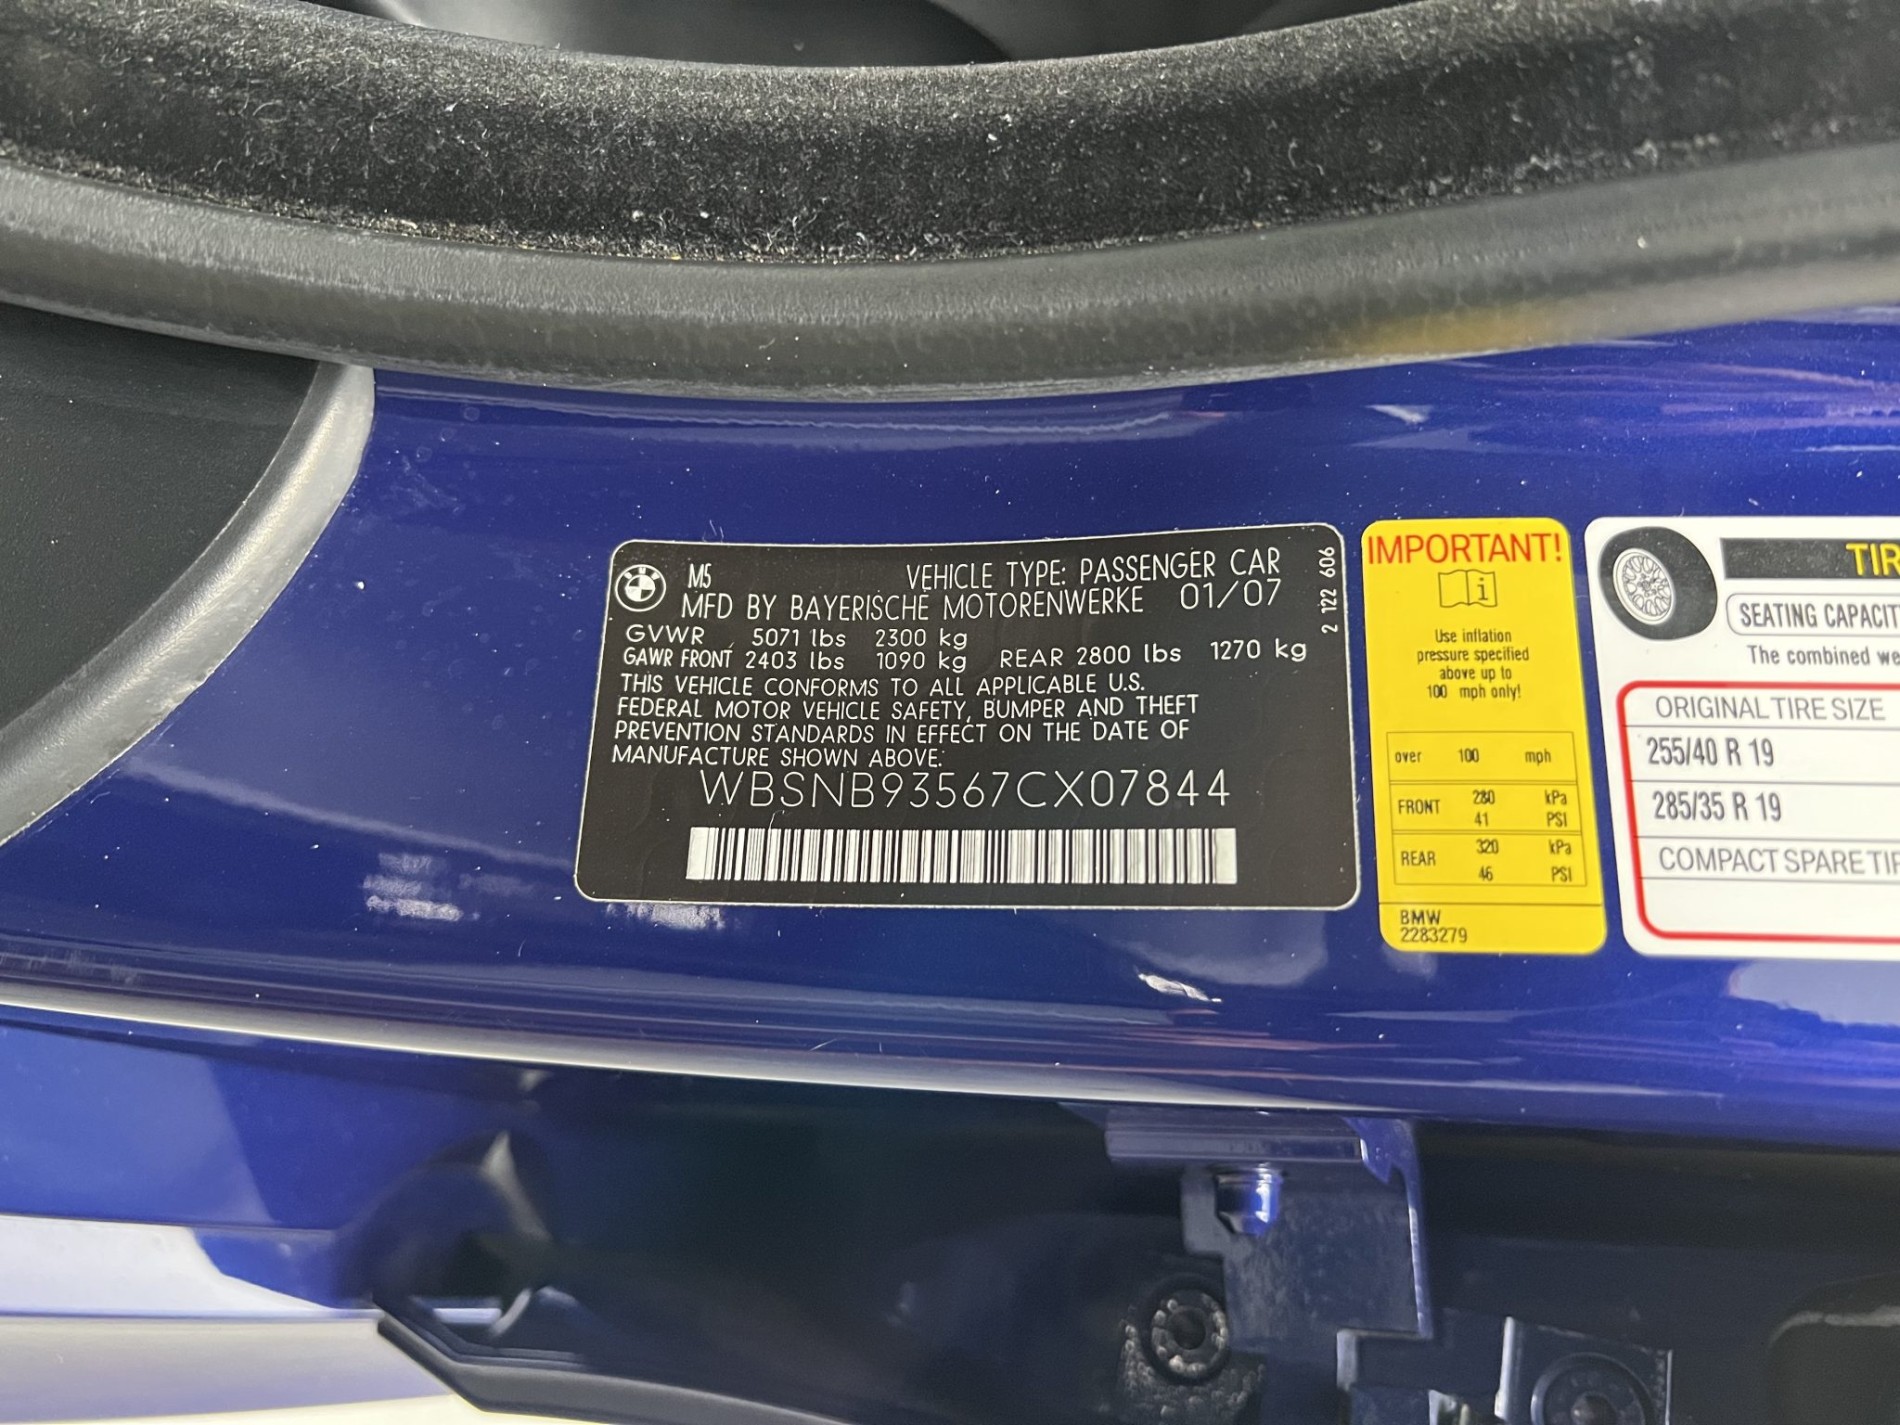 M5 VEHICLE TYPE: PASSENGER CAR
MFD BY BAYERISCHE MOTORENWERKE 01/07
GVWR 5071 lbs 2300 kg
GAWR FRONT 2403 lbs 1090 kg REAR 2800 lbs 1270 kg
THIS VEHICLE CONFORMS TO ALL APPLICABLE U.S.
FEDERAL MOTOR VEHICLE SAFETY, BUMPER AND THEFT
PREVENTION STANDARDS IN EFFECT ON THE DATE OF
MANUFACTURE SHOWN ABOVE:
WBSNB93567CX07844
2 122 606
IMPORTANT!
i
Use inflation
pressure specified
above up to
100 mph only!
over 100 mph
FRONT 280 kPa
41 PSI
REAR 320 kPa
46 PSI
BMW
2283279
TIR
SEATING CAPACIT
The combined we
ORIGINAL TIRE SIZE
255/40 R 19
285/35 R 19
COMPACT SPARE TIR